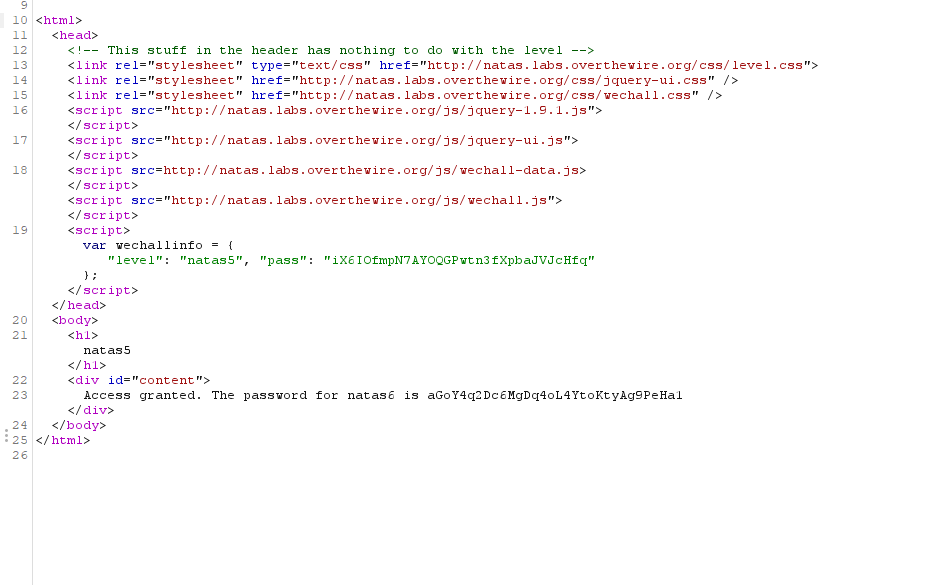 9
10 <html>
11 <head>
12 <!-- This stuff in the header has nothing to do with the level -->
13 <link rel="stylesheet" type="text/css" href="http://natas.labs.overthewire.org/css/level.css">
14 <link rel="stylesheet" href="http://natas.labs.overthewire.org/css/jquery-ui.css" />
15 <link rel="stylesheet" href="http://natas.labs.overthewire.org/css/wechall.css" />
16 <script src="http://natas.labs.overthewire.org/js/jquery-1.9.1.js">
</script>
17 <script src="http://natas.labs.overthewire.org/js/jquery-ui.js">
</script>
18 <script src=http://natas.labs.overthewire.org/js/wechall-data.js>
</script>
<script src="http://natas.labs.overthewire.org/js/wechall.js">
</script>
19 <script>
var wechallinfo = {
"level": "natas5", "pass": "iX6IOfmpN7AYOQGPwtn3fXpbaJVJcHfq"
};
</script>
</head>
20 <body>
21 <h1>
natas5
</h1>
22 <div id="content">
23 Access granted. The password for natas6 is aGoY4q2Dc6MgDq4oL4YtoKtyAg9PeHa1
</div>
24 </body>
25 </html>
26